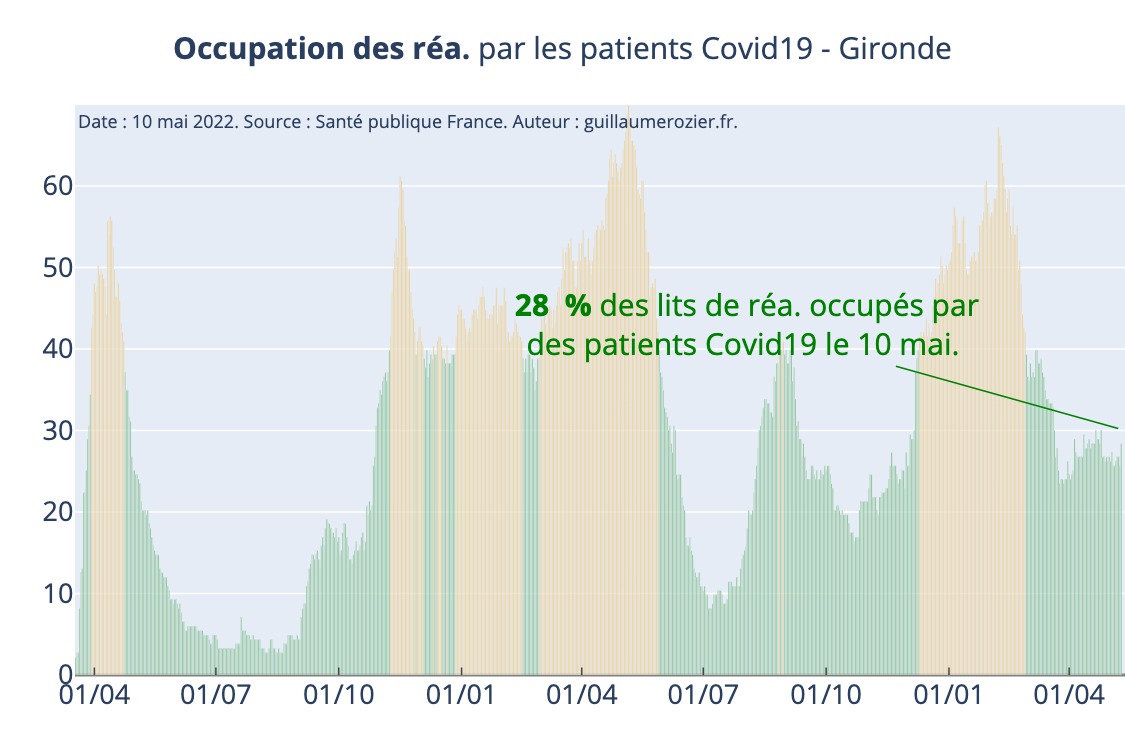 Occupation des réa. par les patients Covid19 - Gironde
Date : 10 mai 2022. Source : Santé publique France. Auteur : guillaumerozier.fr.
60
50
28 % des lits de réa. occupés par
des patients Covid19 le 10 mai.
40
30
20
10
0
01/04 01/07 01/10 01/01 01/04 01/07 01/10 01/01 01/04